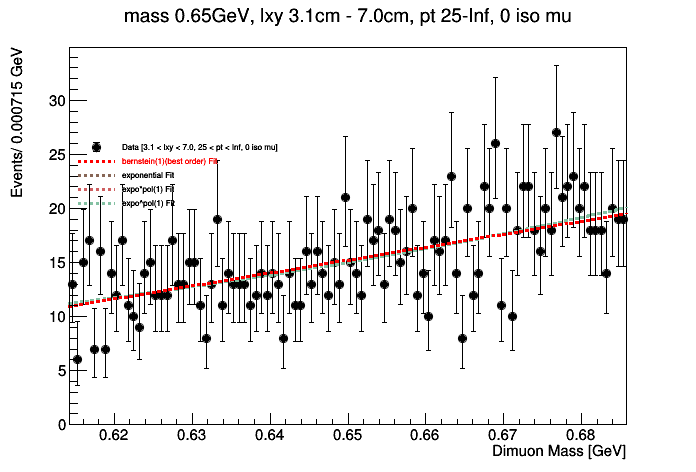 mass 0.65GeV, lxy 3.1cm - 7.0cm, pt 25-Inf, 0 iso mu
Events/ 0.000715 GeV
30
25
20
15
10
5
0
Data [3.1 < lxy < 7.0, 25 < pt < Inf, 0 iso mu]
bernstein(1)(best order) Fit
exponential Fit
expo*pol(1) Fit
expo*pol(1) Fit
0.62 0.63 0.64 0.65 0.66 0.67 0.68
Dimuon Mass [GeV]